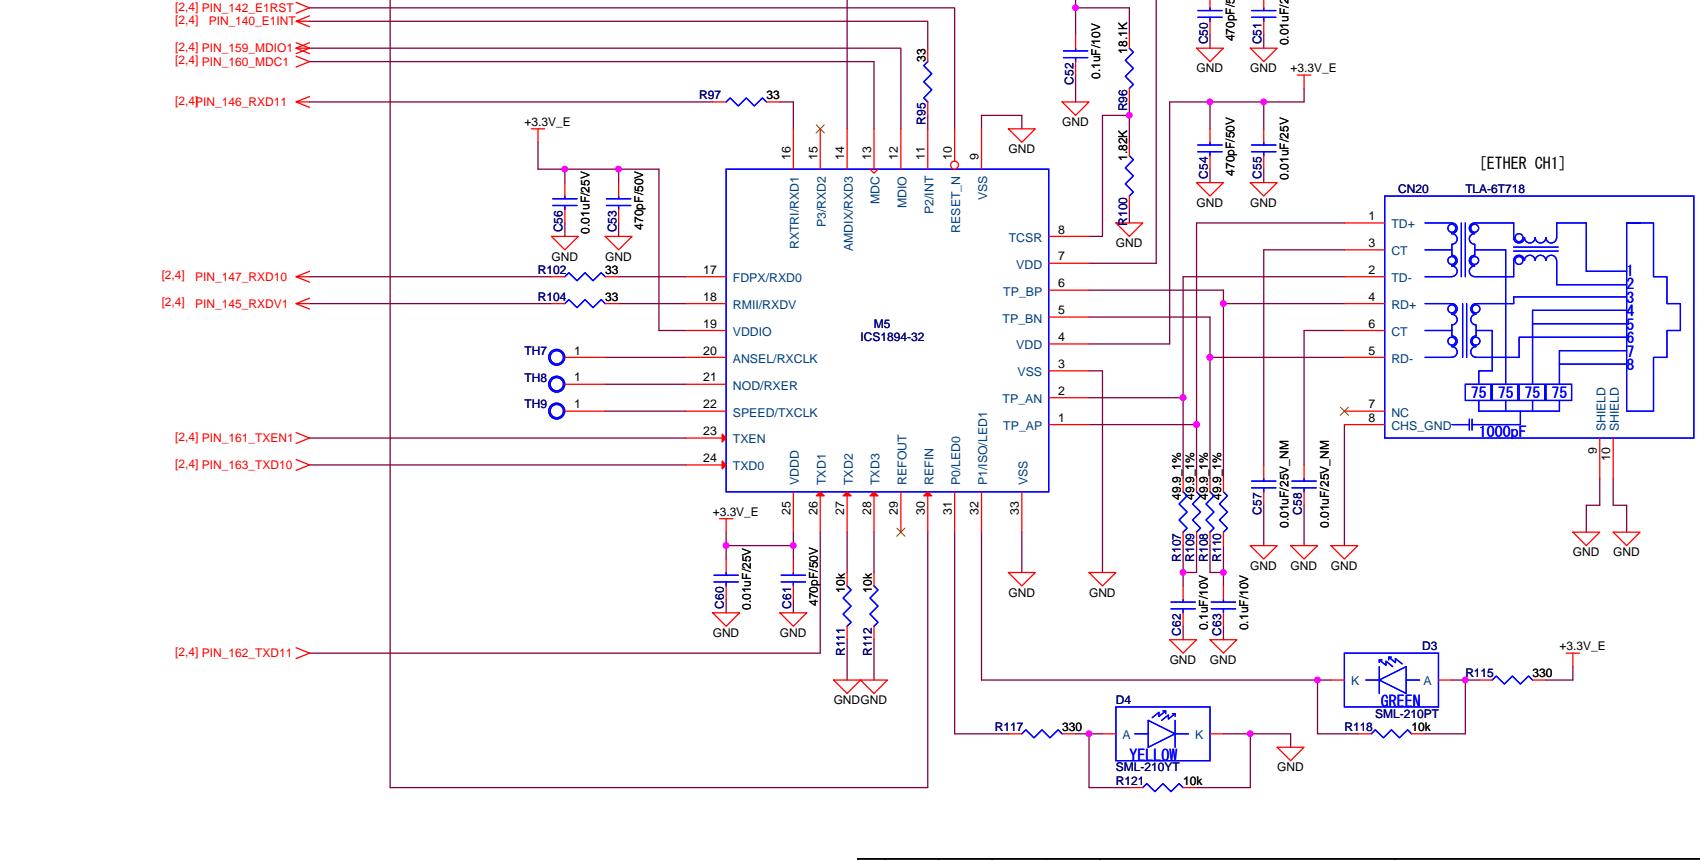 [2,4] PIN_142_E1RST
[2,4] PIN_140_E1INT
[2,4] PIN_159_MDIO1
[2,4] PIN_160_MDC1
[2,4] PIN_146_RXD11
R97 33
33
R95
C52
0.1uF/10V
18.1K
R96
GND
C50
C51
GND GND
+3.3V_E
+3.3V_E
C56
0.01uF/25V
C53
470pF/50V
GND GND
16 15 14 13 12 11 10 9
GND
1.82K
R100
GND
C54
470pF/50V
C55
0.01uF/25V
GND GND
RXTRI/RXD1
P3/RXD2
AMDIX/RXD3
MDC
MDIO
P2/INT
RESET_N
VSS
[ETHER CH1]
CN20 TLA-6T718
[2,4] PIN_147_RXD10 R102 33 17 FDPX/RXD0
[2,4] PIN_145_RXDV1 R104 33 18 RMII/RXDV
19 VDDIO
TH7 1 20 ANSEL/RXCLK
TH8 1 21 NOD/RXER
TH9 1 22 SPEED/TXCLK
[2,4] PIN_161_TXEN1 23 TXEN
[2,4] PIN_163_TXD10 24 TXD0
M5
ICS1894-32
TCSR 8
VDD 7
TP_BP 6
TP_BN 5
VDD 4
VSS 3
TP_AN 2
TP_AP 1
1 TD+
3 CT
2 TD-
4 RD+
6 CT
5 RD-
7 NC
8 CHS_GND
1
2
3
4
5
6
7
8
75 75 75 75
1000pF
SHIELD
SHIELD
9 10
GND GND
VDDD
TXD1
TXD2
TXD3
REFOUT
REFIN
P0/LED0
P1/ISO/LED1
VSS
25 26 27 28 29 30 31 32 33
+3.3V_E
C60
0.01uF/25V
C61
470pF/50V
GND GND
10k
R111
10k
R112
GND GND
GND GND
49.9_1%
49.9_1%
49.9_1%
49.9_1%
R107
R109
R108
R110
C57
0.01uF/25V_NM
C58
0.01uF/25V_NM
GND GND GND
C62
0.1uF/10V
C63
0.1uF/10V
GND GND
[2,4] PIN_162_TXD11
D3
K A
GREEN
SML-210PT
R115 330
+3.3V_E
R118 10k
R117 330
D4
A K
YELLOW
SML-210YT
R121 10k
GND